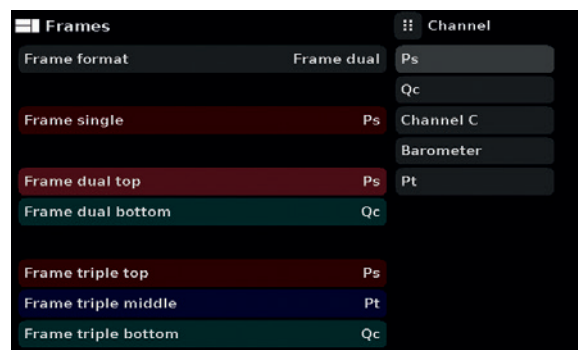 Frames
Frame format Frame dual
Frame single Ps
Frame dual top Ps
Frame dual bottom Qc
Frame triple top Ps
Frame triple middle Pt
Frame triple bottom Qc
Channel
Ps
Qc
Channel C
Barometer
Pt